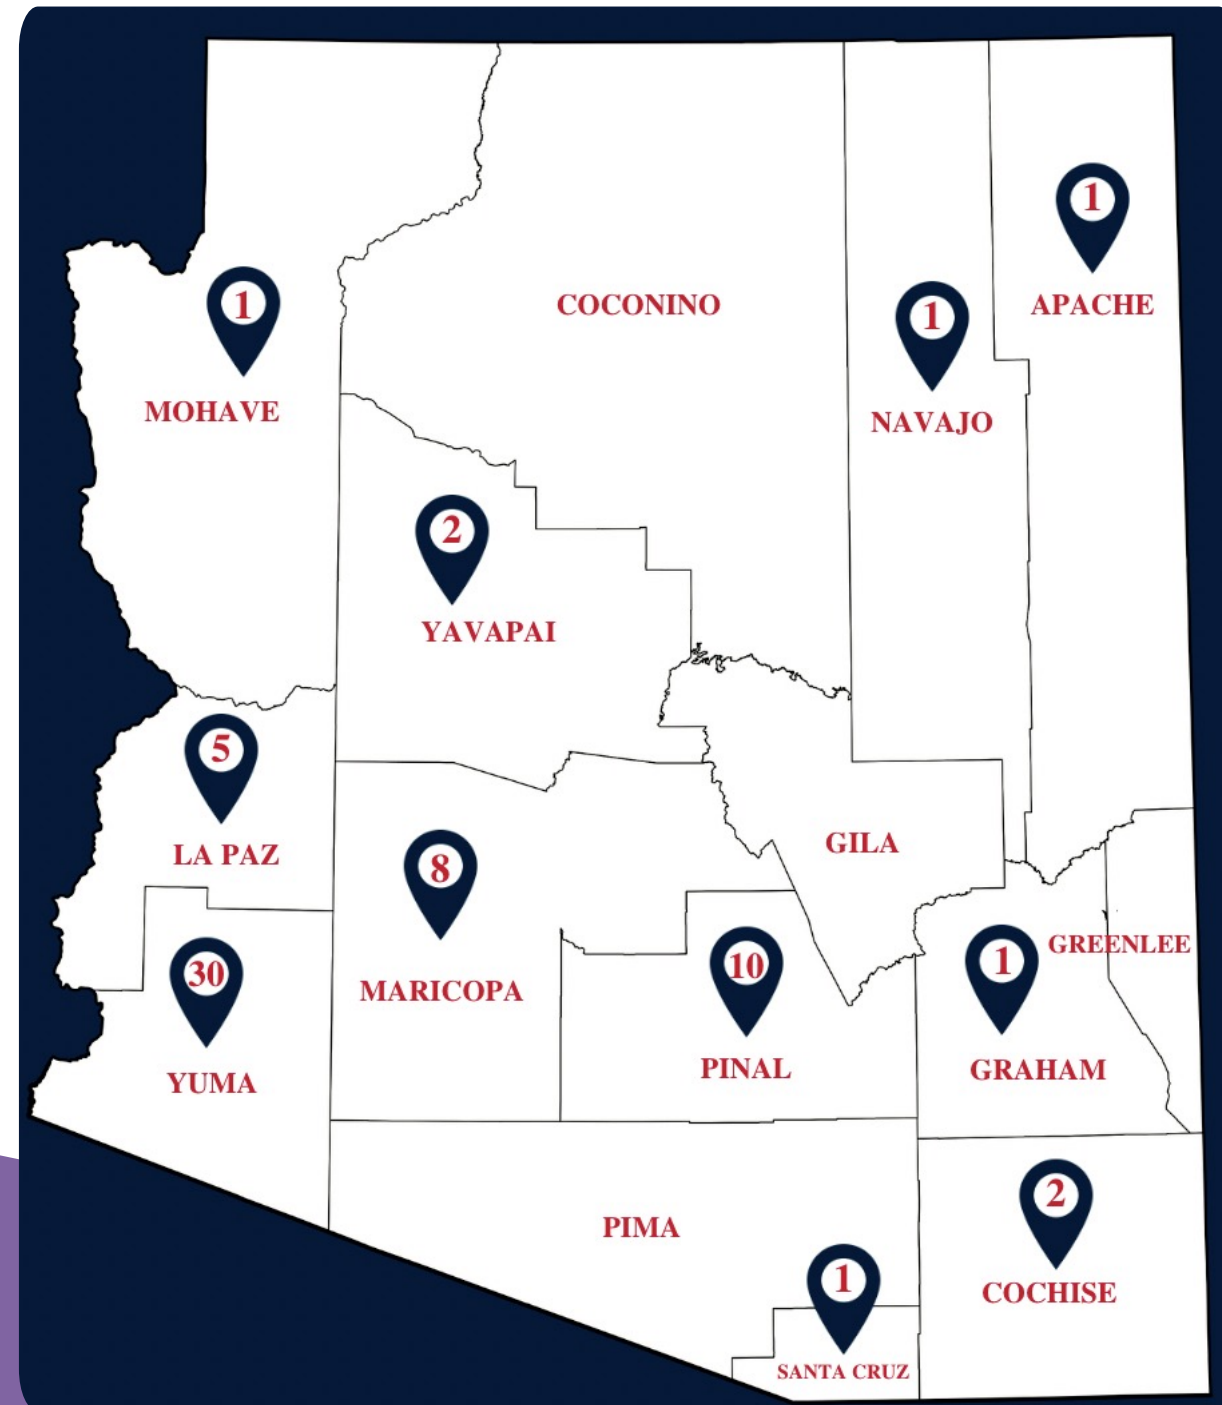 1
APACHE
1
MOHAVE
COCONINO
1
NAVAJO
2
YAVAPAI
5
LA PAZ
8
MARICOPA
GILA
30
YUMA
10
PINAL
1
GRAHAM
GREENLEE
PIMA
2
COCHISE
1
SANTA CRUZ